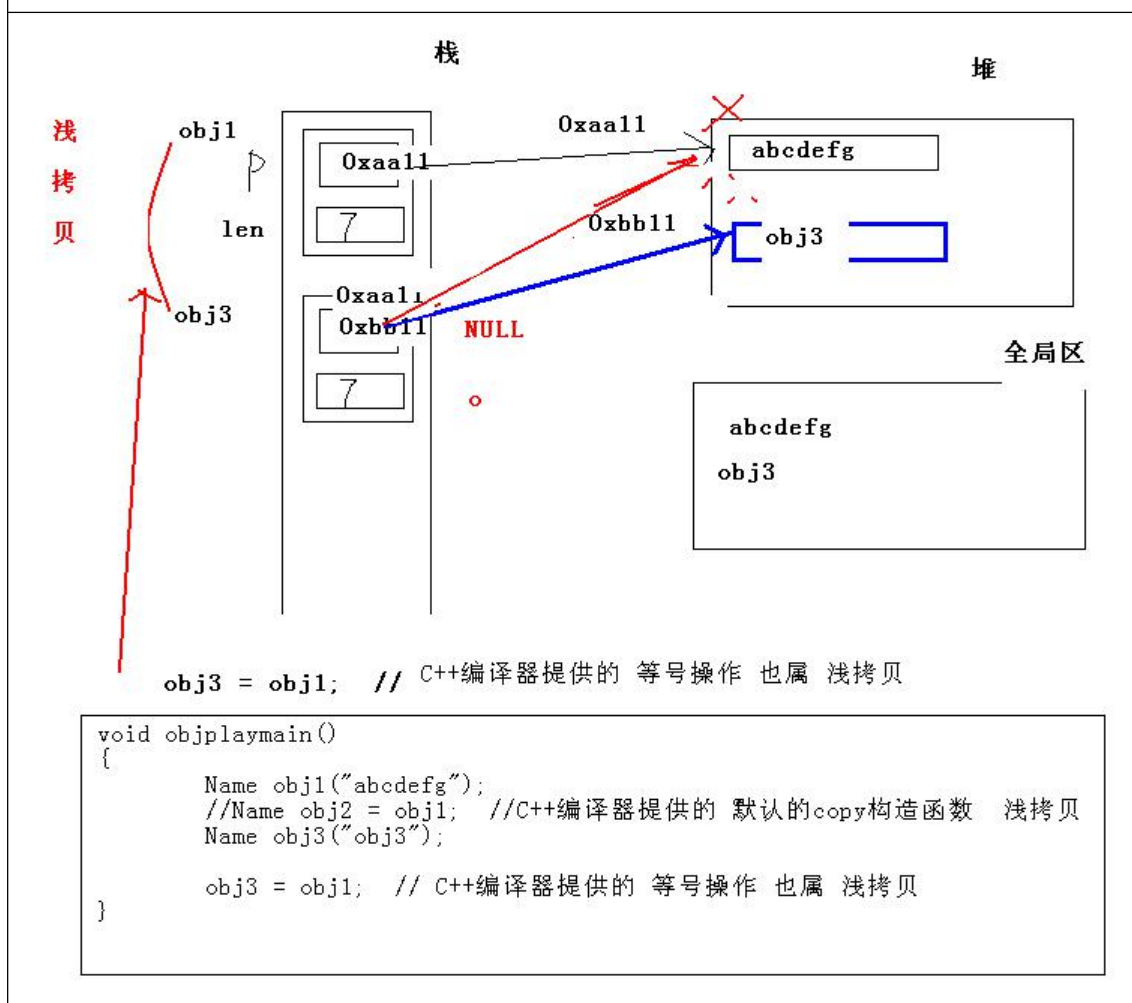 栈
堆
浅
拷
贝
obj1
p
0xaa11
0xaa11
abcdefg
len
7
0xbb11
obj3
obj3
0xaa11
0xbb11
NULL
7
全局区
abcdefg
obj3
obj3 = obj1;  // C++编译器提供的 等号操作 也属 浅拷贝
void objplaymain()
{
Name obj1("abcdefg");
//Name obj2 = obj1;  //C++编译器提供的 默认的copy构造函数  浅拷贝
Name obj3("obj3");
obj3 = obj1;  // C++编译器提供的 等号操作 也属 浅拷贝
}